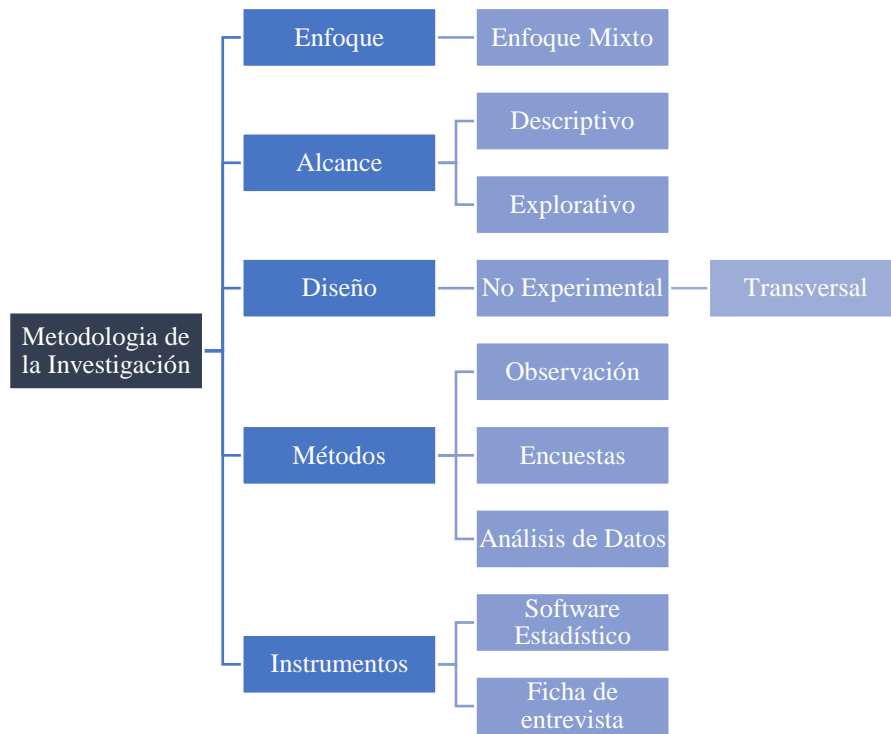 Metodologia de
la Investigación
Enfoque
Enfoque Mixto
Alcance
Descriptivo
Explorativo
Diseño
No Experimental
Transversal
Métodos
Observación
Encuestas
Análisis de Datos
Instrumentos
Software
Estadístico
Ficha de
entrevista